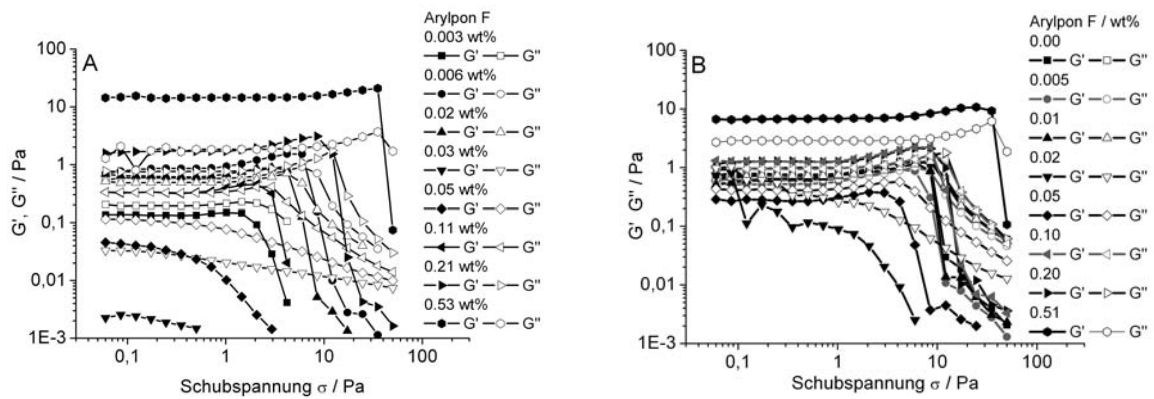 A
G', G'' / Pa
100
10
1
0,1
0,01
1E-3
0,1 1 10 100
Schubspannung σ / Pa
Arylpon F
0.003 wt%
G' G''
0.006 wt%
G' G''
0.02 wt%
G' G''
0.03 wt%
G' G''
0.05 wt%
G' G''
0.11 wt%
G' G''
0.21 wt%
G' G''
0.53 wt%
G' G''
B
G' G'' / Pa
100
10
1
0,1
0,01
1E-3
0,1 1 10 100
Schubspannung σ / Pa
Arylpon F / wt%
0.00
G' G''
0.005
G' G''
0.01
G' G''
0.02
G' G''
0.05
G' G''
0.10
G' G''
0.20
G' G''
0.51
G' G''